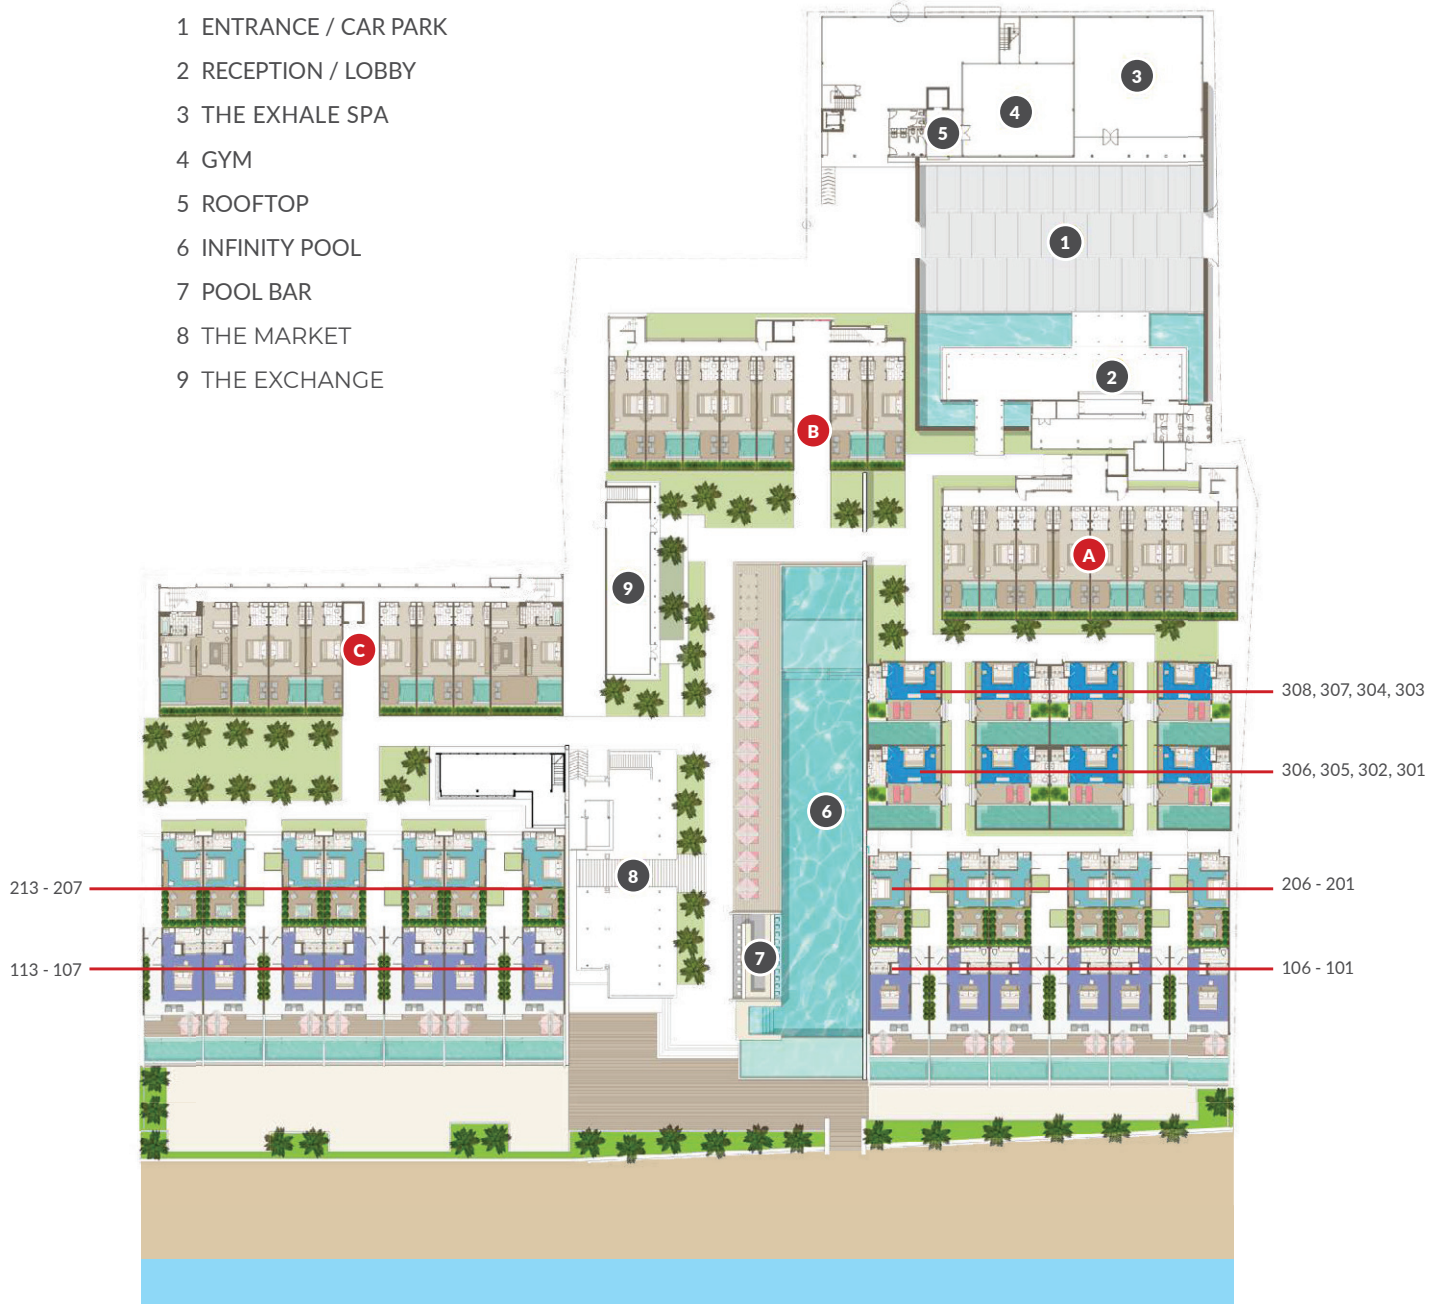 1 ENTRANCE / CAR PARK
2 RECEPTION / LOBBY
3 THE EXHALE SPA
4 GYM
5 ROOFTOP
6 INFINITY POOL
7 POOL BAR
8 THE MARKET
9 THE EXCHANGE
3
4
5
1
2
B
A
9
C
308, 307, 304, 303
306, 305, 302, 301
6
8
213 - 207
206 - 201
7
113 - 107
106 - 101